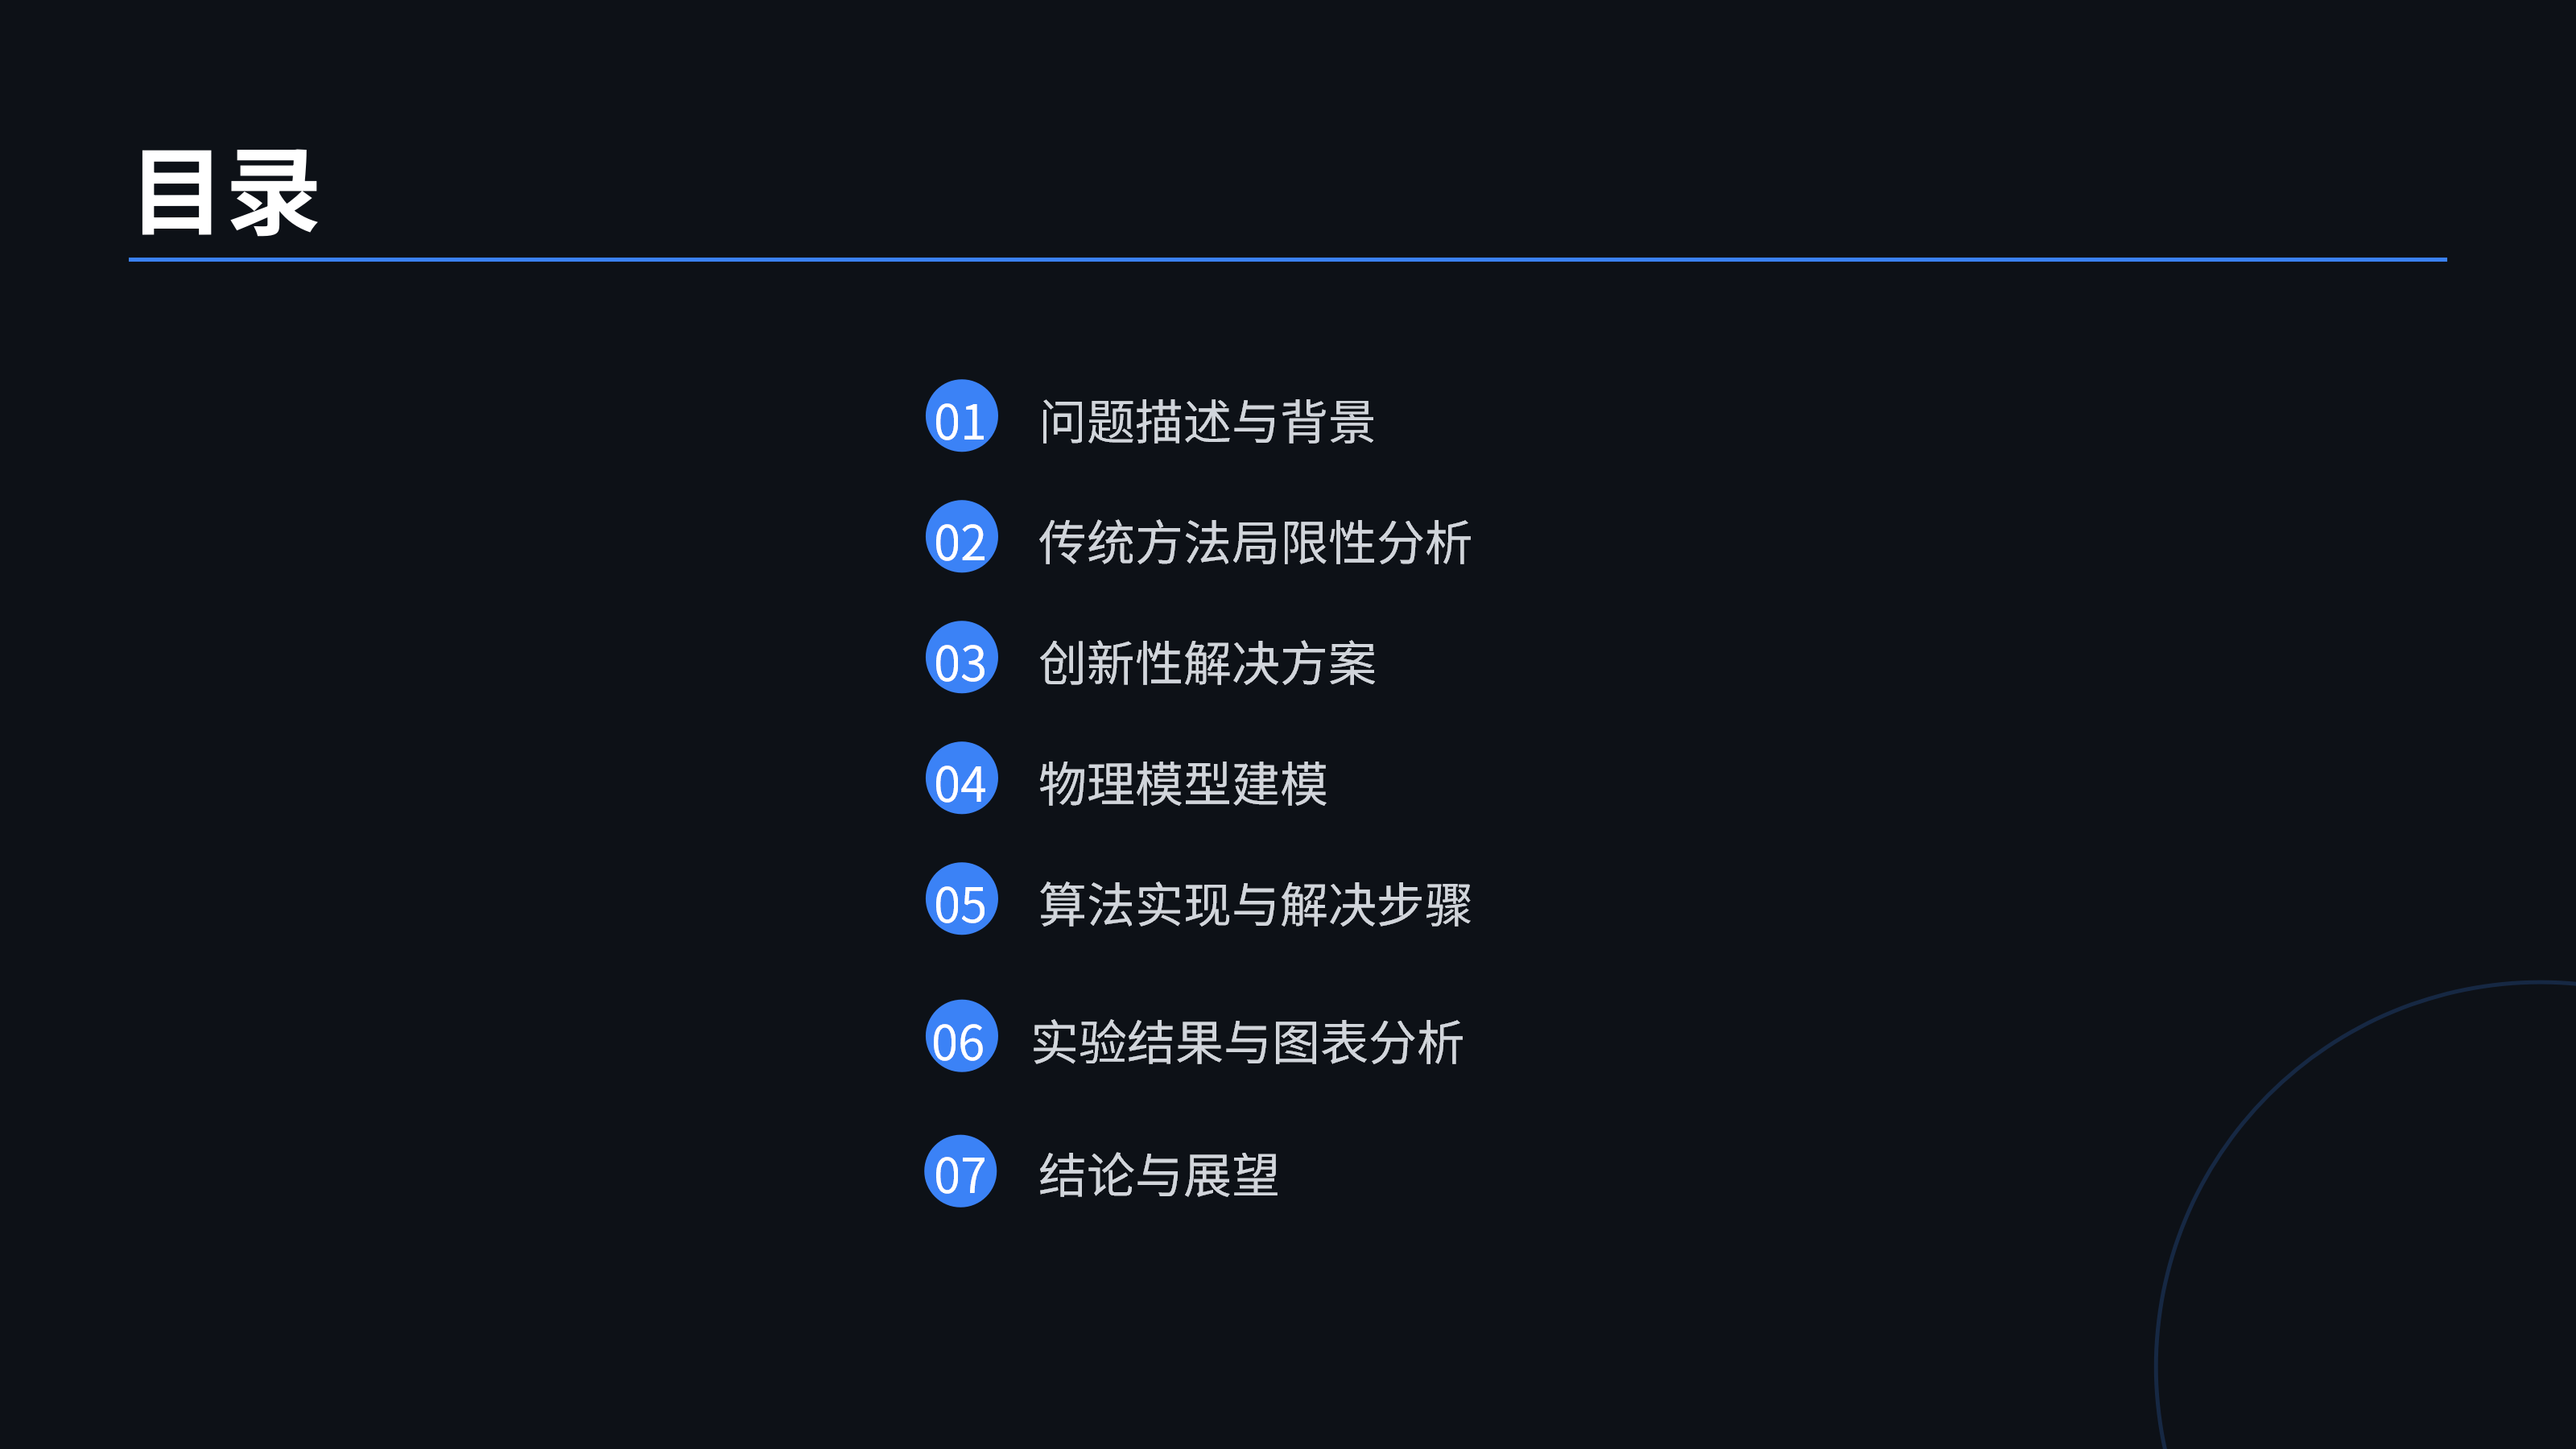 目录
01 问题描述与背景
02 传统方法局限性分析
03 创新性解决方案
04 物理模型建模
05 算法实现与解决步骤
06 实验结果与图表分析
07 结论与展望